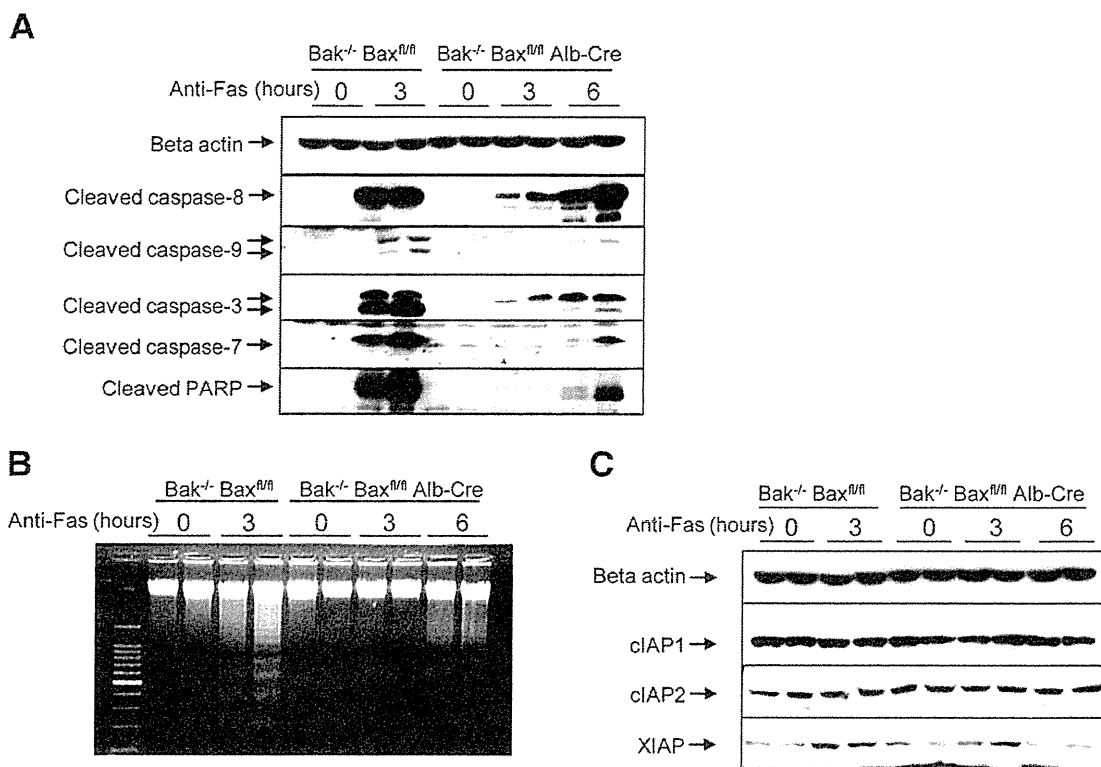 A
Bak-/- Baxfl/fl Bak-/- Baxfl/fl Alb-Cre
Anti-Fas (hours) 0 3 0 3 6
Beta actin
Cleaved caspase-8
Cleaved caspase-9
Cleaved caspase-3
Cleaved caspase-7
Cleaved PARP
B
Bak-/- Baxfl/fl Bak-/- Baxfl/fl Alb-Cre
Anti-Fas (hours) 0 3 0 3 6
C
Bak-/- Baxfl/fl Bak-/- Baxfl/fl Alb-Cre
Anti-Fas (hours) 0 3 0 3 6
Beta actin
cIAP1
cIAP2
XIAP